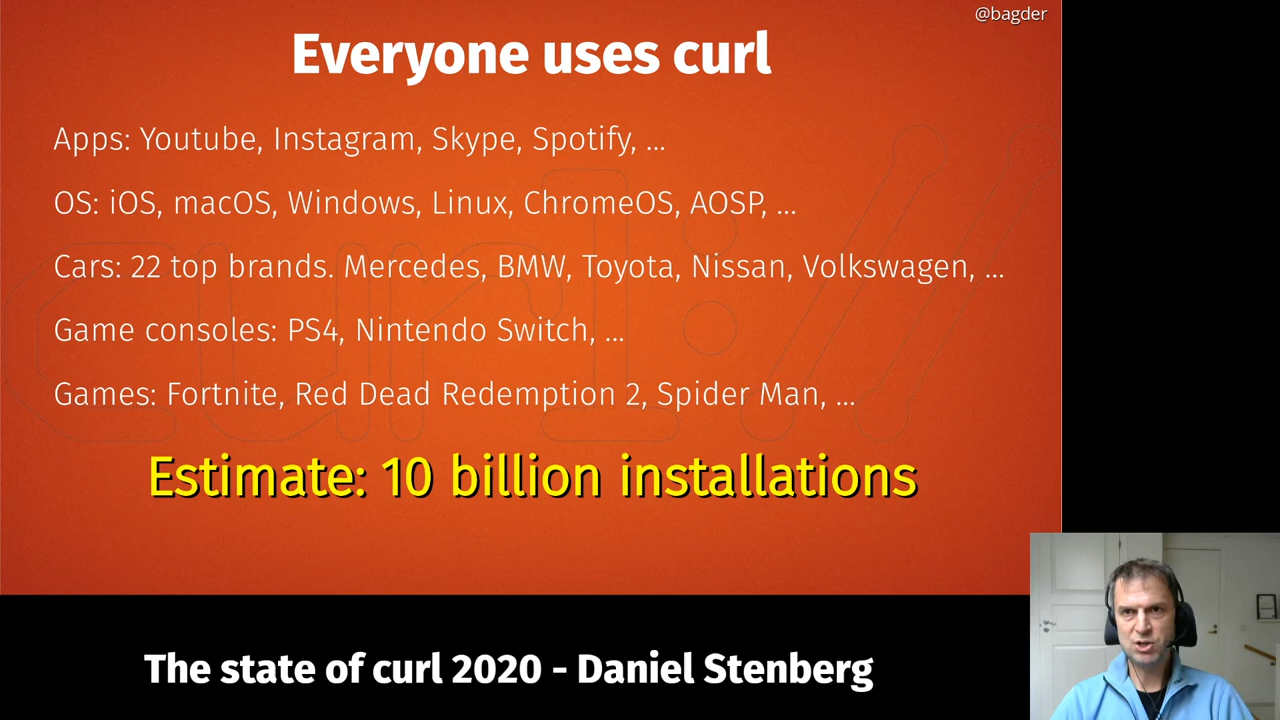 @bagder
Everyone uses curl
Apps: Youtube, Instagram, Skype, Spotify, ...
OS: iOS, macOS, Windows, Linux, ChromeOS, AOSP, ...
Cars: 22 top brands. Mercedes, BMW, Toyota, Nissan, Volkswagen, ...
Game consoles: PS4, Nintendo Switch, ...
Games: Fortnite, Red Dead Redemption 2, Spider Man, ...
Estimate: 10 billion installations
The state of curl 2020 - Daniel Stenberg
curl://